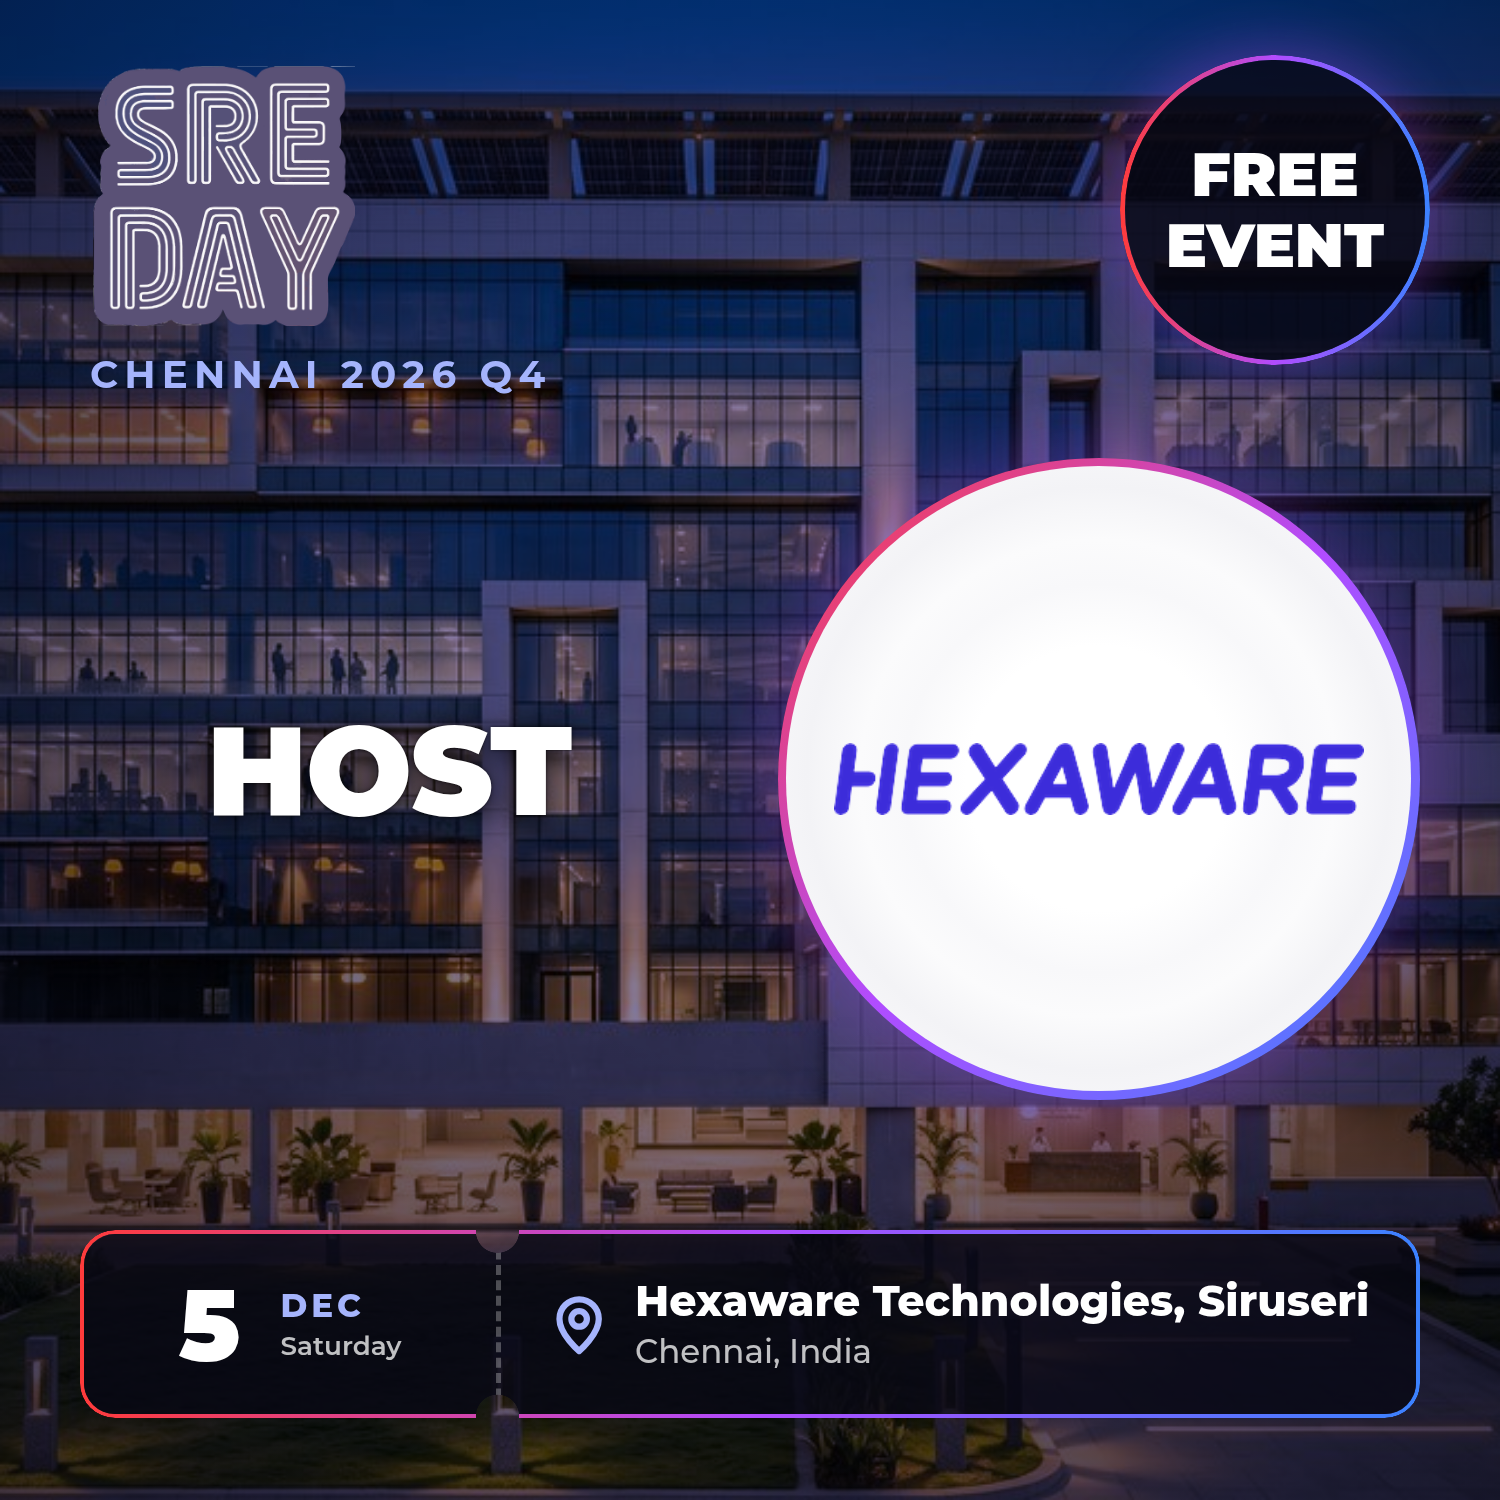 SRE
DAY
CHENNAI 2026 Q4
FREE
EVENT
HOST
HEXAWARE
5
DEC
Saturday
Hexaware Technologies, Siruseri
Chennai, India